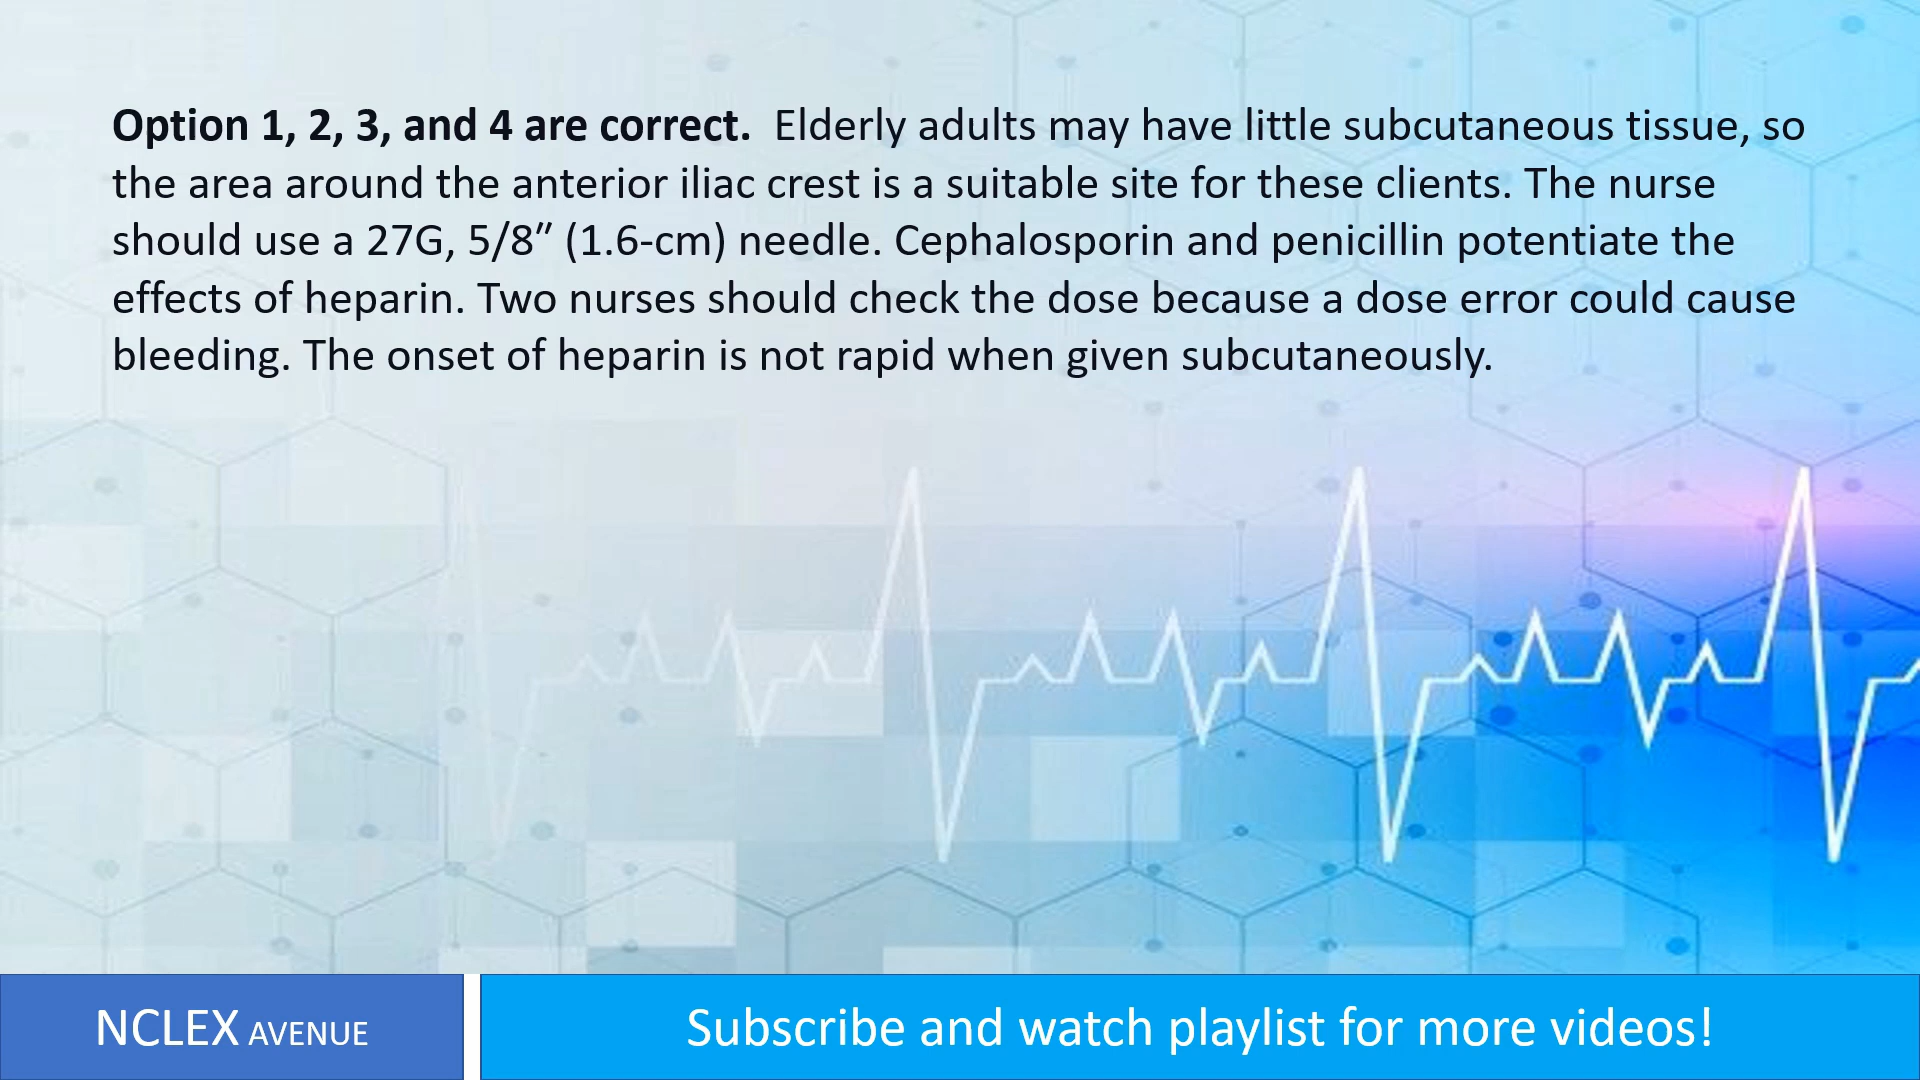 Option 1, 2, 3, and 4 are correct.  Elderly adults may have little subcutaneous tissue, so
the area around the anterior iliac crest is a suitable site for these clients. The nurse
should use a 27G, 5/8″ (1.6-cm) needle. Cephalosporin and penicillin potentiate the
effects of heparin. Two nurses should check the dose because a dose error could cause
bleeding. The onset of heparin is not rapid when given subcutaneously.
NCLEX AVENUE
Subscribe and watch playlist for more videos!